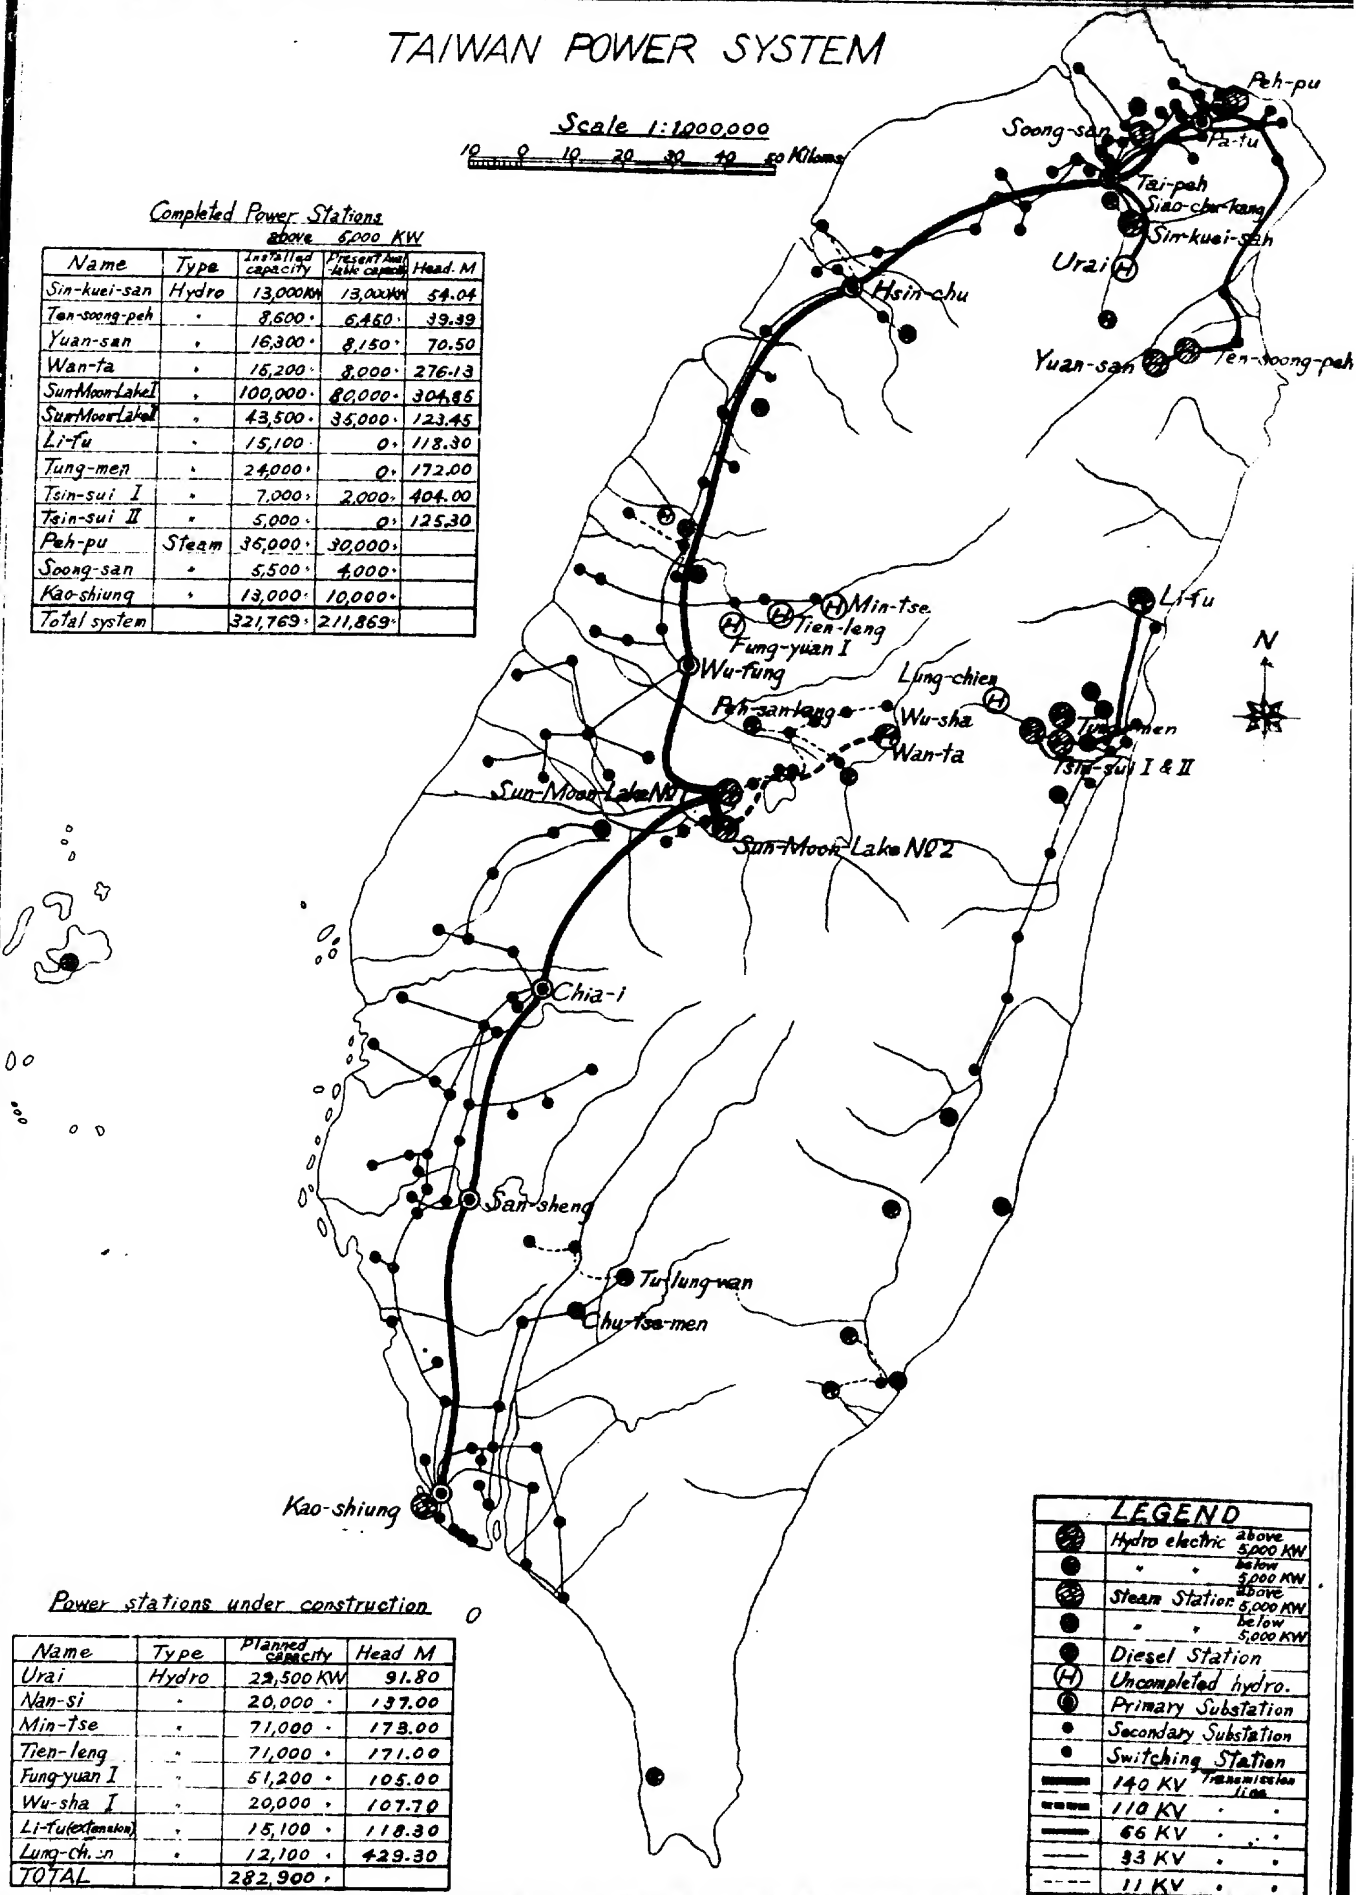 TAIWAN POWER SYSTEM
Scale 1:1000,000
10 0 10 20 30 40 50 Kiloms
Completed Power Stations
above 5,000 KW
Name Type Installed capacity Present Available capacity Head. M
Sin-kuei-san Hydro 13,000KW 13,000KW 54.04
Ten-soong-peh " 8,600 " 6,460 " 39.39
Yuan-san " 16,300 " 8,150 " 70.50
Wan-ta " 15,200 " 8,000 " 276.13
Sun-Moon-Lake I " 100,000 " 80,000 " 304.85
Sun-Moon-Lake II " 43,500 " 35,000 " 123.45
Li-fu " 15,100 " 0 " 118.30
Tung-men " 24,000 " 0 " 172.00
Tsin-sui I " 7,000 " 2,000 " 404.00
Tsin-sui II " 5,000 " 0 " 125.30
Peh-pu Steam 35,000 " 30,000 "
Soong-san " 5,500 " 4,000 "
Kao-shiung " 13,000 " 10,000 "
Total system 321,769 " 211,869 "
Peh-pu
Soong-san
Pa-tu
Tai-peh
Siao-chu-kang
Sin-kuei-san
Urai H
Hsin-chu
Yuan-san
Ten-soong-peh
H
H Min-tse
H Tien-leng
H Fung-yuan I
Li-fu
N
Wu-fung
Lung-chien
H
Peh-san-lang
Wu-sha
Wan-ta
Tung-men
Tsin-sui I & II
Sun-Moon-Lake No 1
Sun-Moon-Lake No 2
Chia-i
San-sheng
Tu-lung-wan
Chu-tse-men
Kao-shiung
LEGEND
Hydro electric above 5,000 KW
" " below 5,000 KW
Steam Station above 5,000 KW
" " below 5,000 KW
Diesel Station
H Uncompleted hydro.
Primary Substation
Secondary Substation
Switching Station
140 KV Transmission line
110 KV " "
66 KV " "
33 KV " "
11 KV " "
Power stations under construction
Name Type Planned capacity Head M
Urai Hydro 22,500 KW 91.80
Nan-si " 20,000 " 137.00
Min-tse " 71,000 " 173.00
Tien-leng " 71,000 " 171.00
Fung-yuan I " 51,200 " 105.00
Wu-sha I " 20,000 " 107.70
Li-fu (extension) " 15,100 " 118.30
Lung-ch..n " 12,100 " 429.30
TOTAL 282,900 "